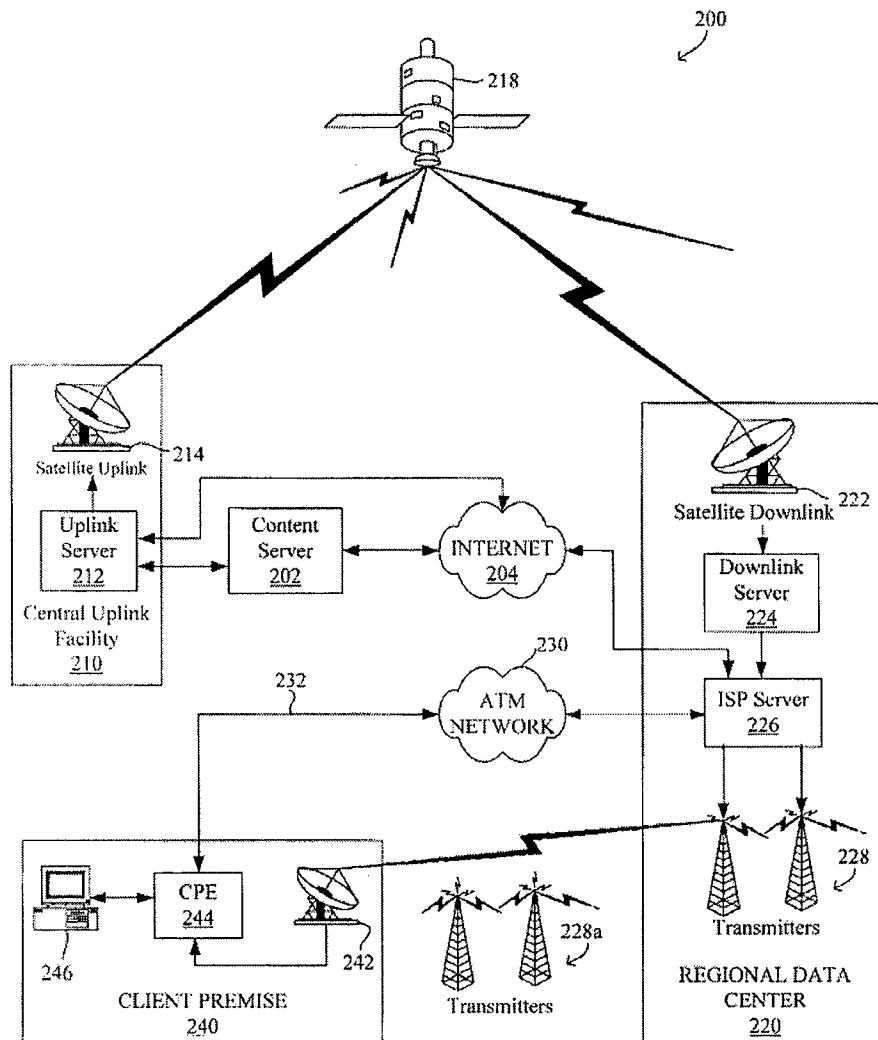 200
218
214
Satellite Uplink
Uplink
Server
212
Central Uplink
Facility
210
Content
Server
202
INTERNET
204
222
Satellite Downlink
Downlink
Server
224
ISP Server
226
230
ATM
NETWORK
232
CPE
244
246
242
CLIENT PREMISE
240
228a
Transmitters
228
Transmitters
REGIONAL DATA
CENTER
220